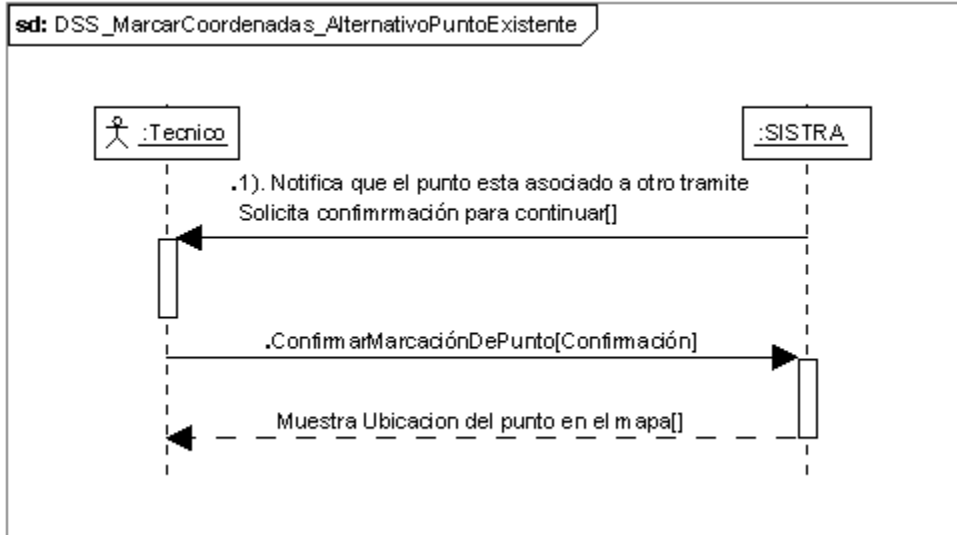 sd: DSS_MarcarCoordenadas_AlternativoPuntoExistente
:Tecnico
:SISTRA
.1). Notifica que el punto esta asociado a otro tramite
Solicita confimrmación para continuar[]
.ConfirmarMarcaciónDePunto[Confirmación]
Muestra Ubicacion del punto en el mapa[]